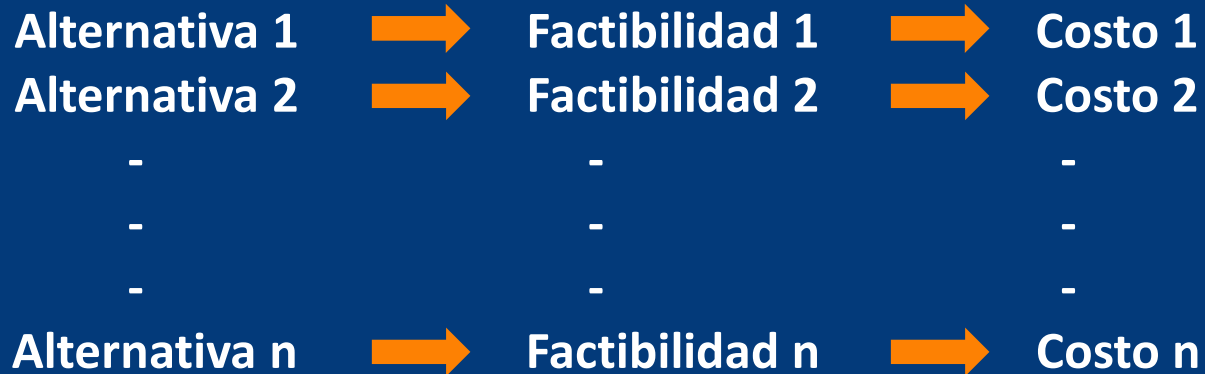 Alternativa 1 Factibilidad 1 Costo 1
Alternativa 2 Factibilidad 2 Costo 2
- - -
- - -
- - -
Alternativa n Factibilidad n Costo n